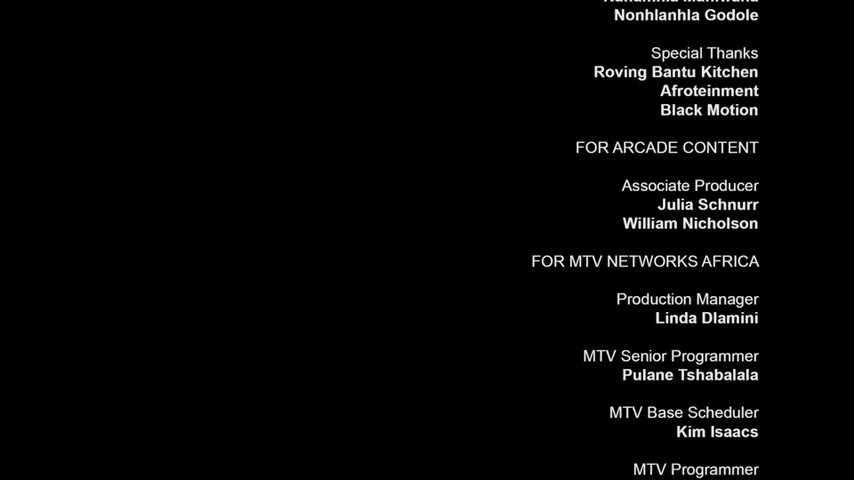 Nonhlanhla Godole
Special Thanks
Roving Bantu Kitchen
Afroteinment
Black Motion
FOR ARCADE CONTENT
Associate Producer
Julia Schnurr
William Nicholson
FOR MTV NETWORKS AFRICA
Production Manager
Linda Dlamini
MTV Senior Programmer
Pulane Tshabalala
MTV Base Scheduler
Kim Isaacs
MTV Programmer